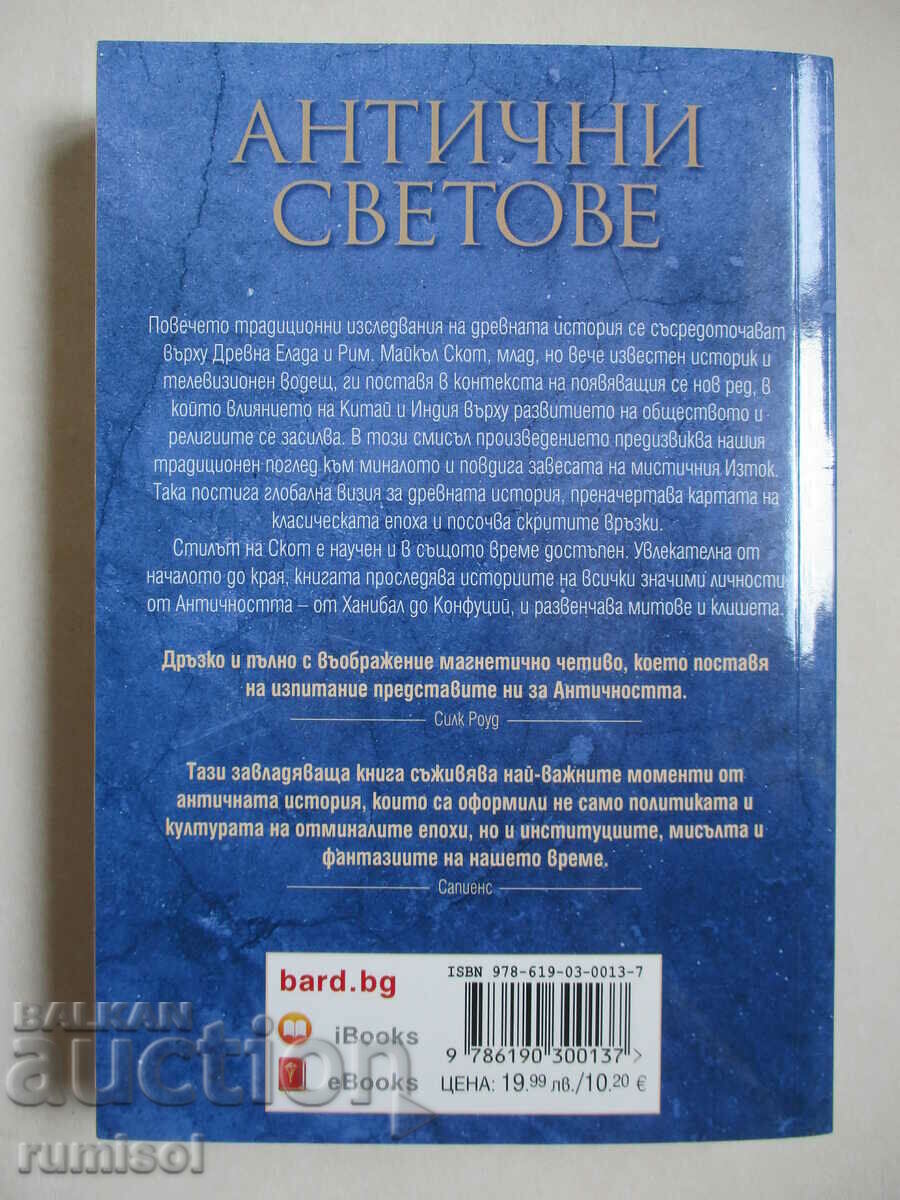 АНТИЧНИ
СВЕТОВЕ
Повечето традиционни изследвания на древната история се съсредоточават
върху Древна Елада и Рим. Майкъл Скот, млад, но вече известен историк и
телевизионен водещ, ги поставя в контекста на появяващия се нов ред, в
който влиянието на Китай и Индия върху развитието на обществото и
религиите се засилва. В този смисъл произведението предизвиква нашия
традиционен поглед към миналото и повдига завесата на мистичния Изток.
Така постига глобална визия за древната история, преначертава картата на
класическата епоха и посочва скритите връзки.
Стилът на Скот е научен и в същото време достъпен. Увлекателна от
началото до края, книгата проследява историите на всички значими личности
от Античността – от Ханибал до Конфуций, и развенчава митове и клишета.
Дръзко и пълно с въображение магнетично четиво, което поставя
на изпитание представите ни за Античността.
Силк Роуд
Тази завладяваща книга съживява най-важните моменти от
античната история, които са оформили не само политиката и
културата на отминалите епохи, но и институциите, мисълта и
фантазиите на нашето време.
Сапиенс
bard.bg
iBooks
eBooks
ISBN 978-619-03-0013-7
9 786190 300137 >
ЦЕНА: 19.99 лв./10.20 €
BALKAN
auction
rumisol